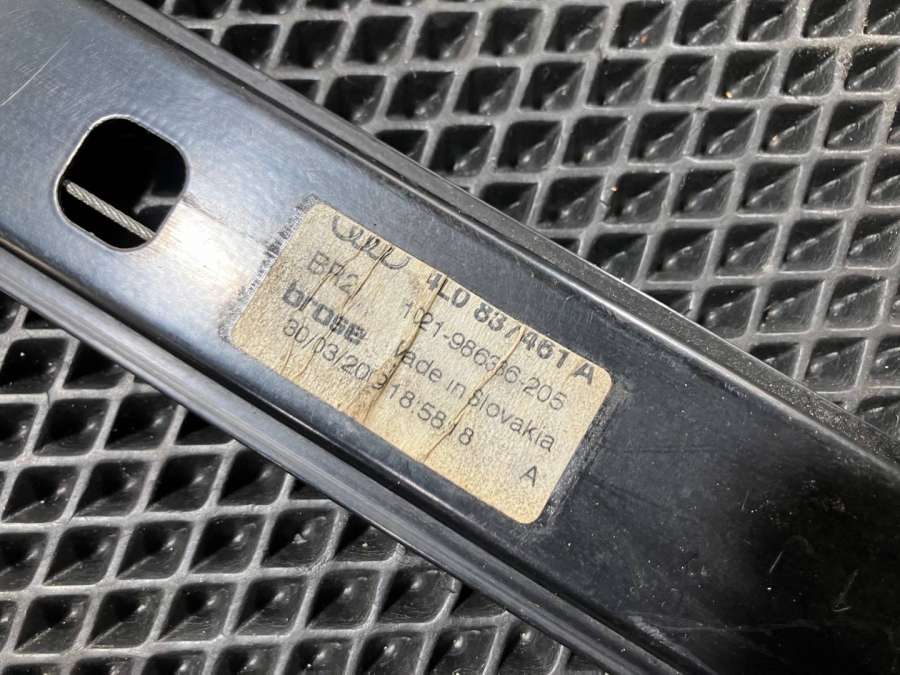 4L0 837 461 A
BR2 1021-98636-205
brose Made in Slovakia
30/03/20 18:58:18 A